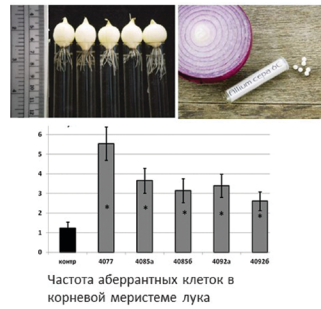 Allium cepa 6C
6
5
4
3
2
1
0
контр 4077 4085а 4085б 4092а 4092б
Частота аберрантных клеток в
корневой меристеме лука